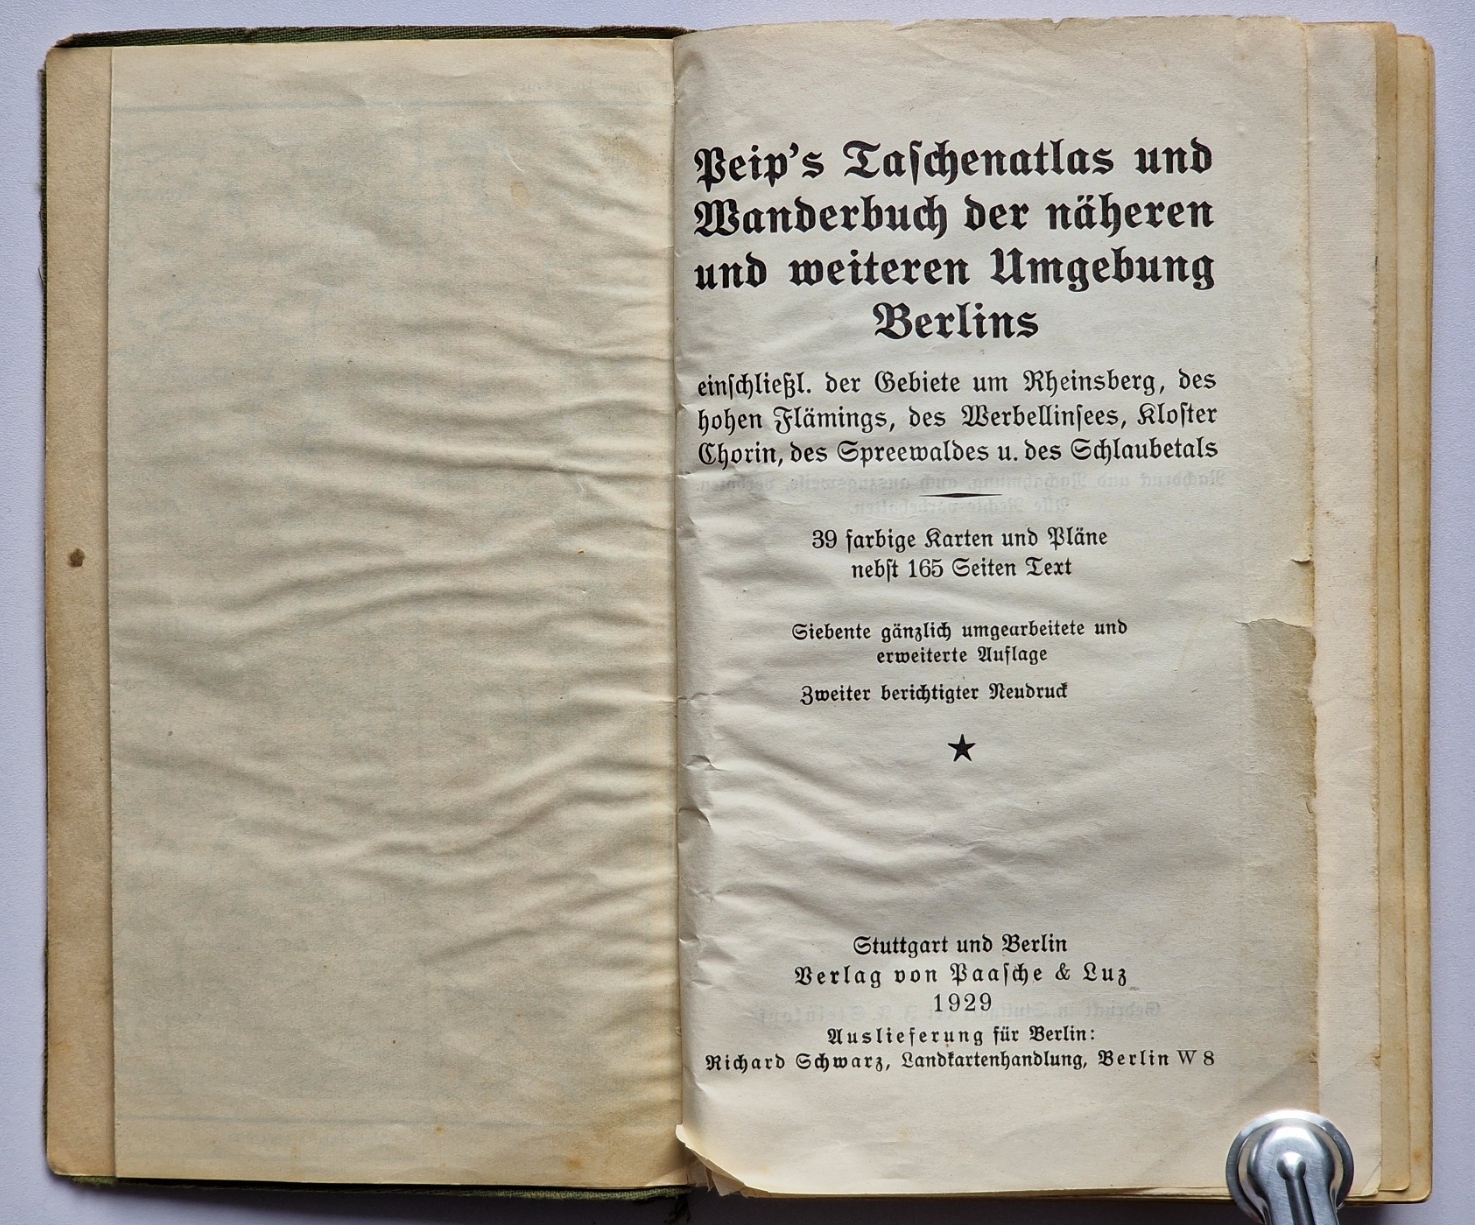 Peip's Taſchenatlas und
Wanderbuch der näheren
und weiteren Umgebung
Berlins
einſchließl. der Gebiete um Rheinsberg, des
hohen Flämings, des Werbellinſees, Kloſter
Chorin, des Spreewaldes u. des Schlaubetals
39 farbige Karten und Pläne
nebſt 165 Seiten Text
Siebente gänzlich umgearbeitete und
erweiterte Auflage
Zweiter berichtigter Neudruck
★
Stuttgart und Berlin
Verlag von Paaſche & Luz
1929
Auslieferung für Berlin:
Richard Schwarz, Landkartenhandlung, Berlin W 8